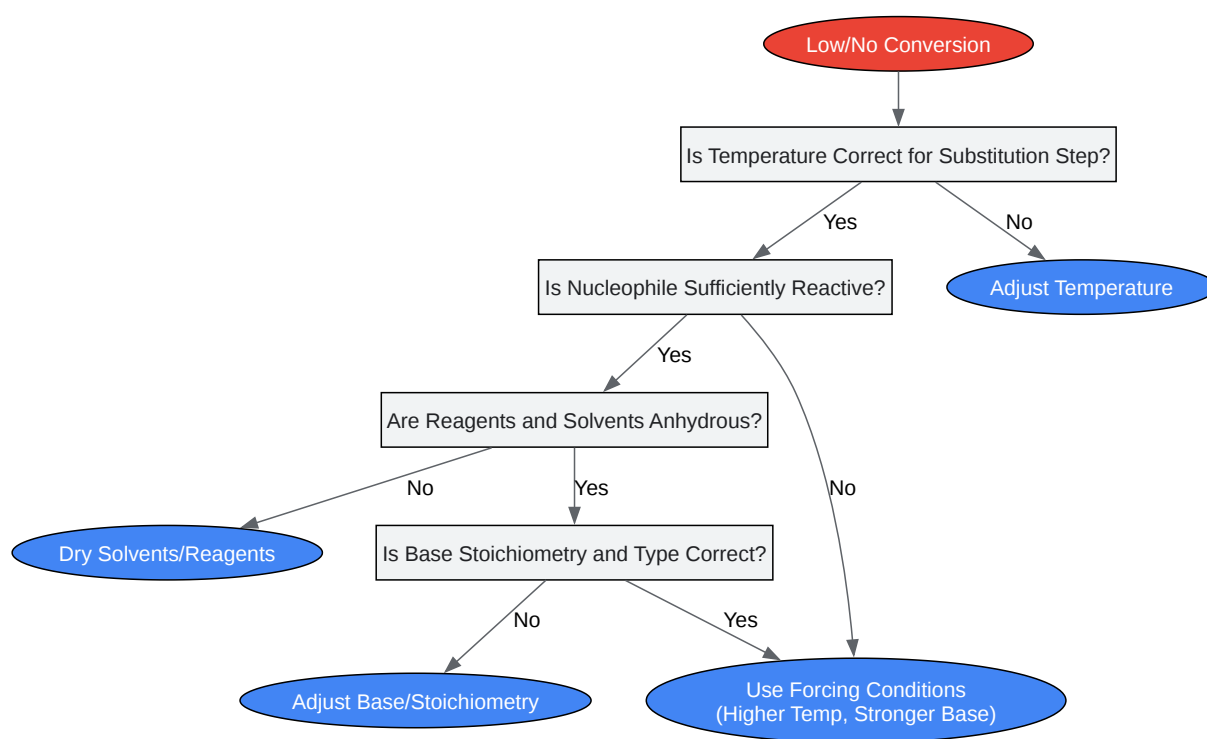 Low/No Conversion
Is Temperature Correct for Substitution Step?
Yes
No
Is Nucleophile Sufficiently Reactive?
Adjust Temperature
Yes
Are Reagents and Solvents Anhydrous?
No
Yes
No
Dry Solvents/Reagents
Is Base Stoichiometry and Type Correct?
No
Yes
Adjust Base/Stoichiometry
Use Forcing Conditions
(Higher Temp, Stronger Base)